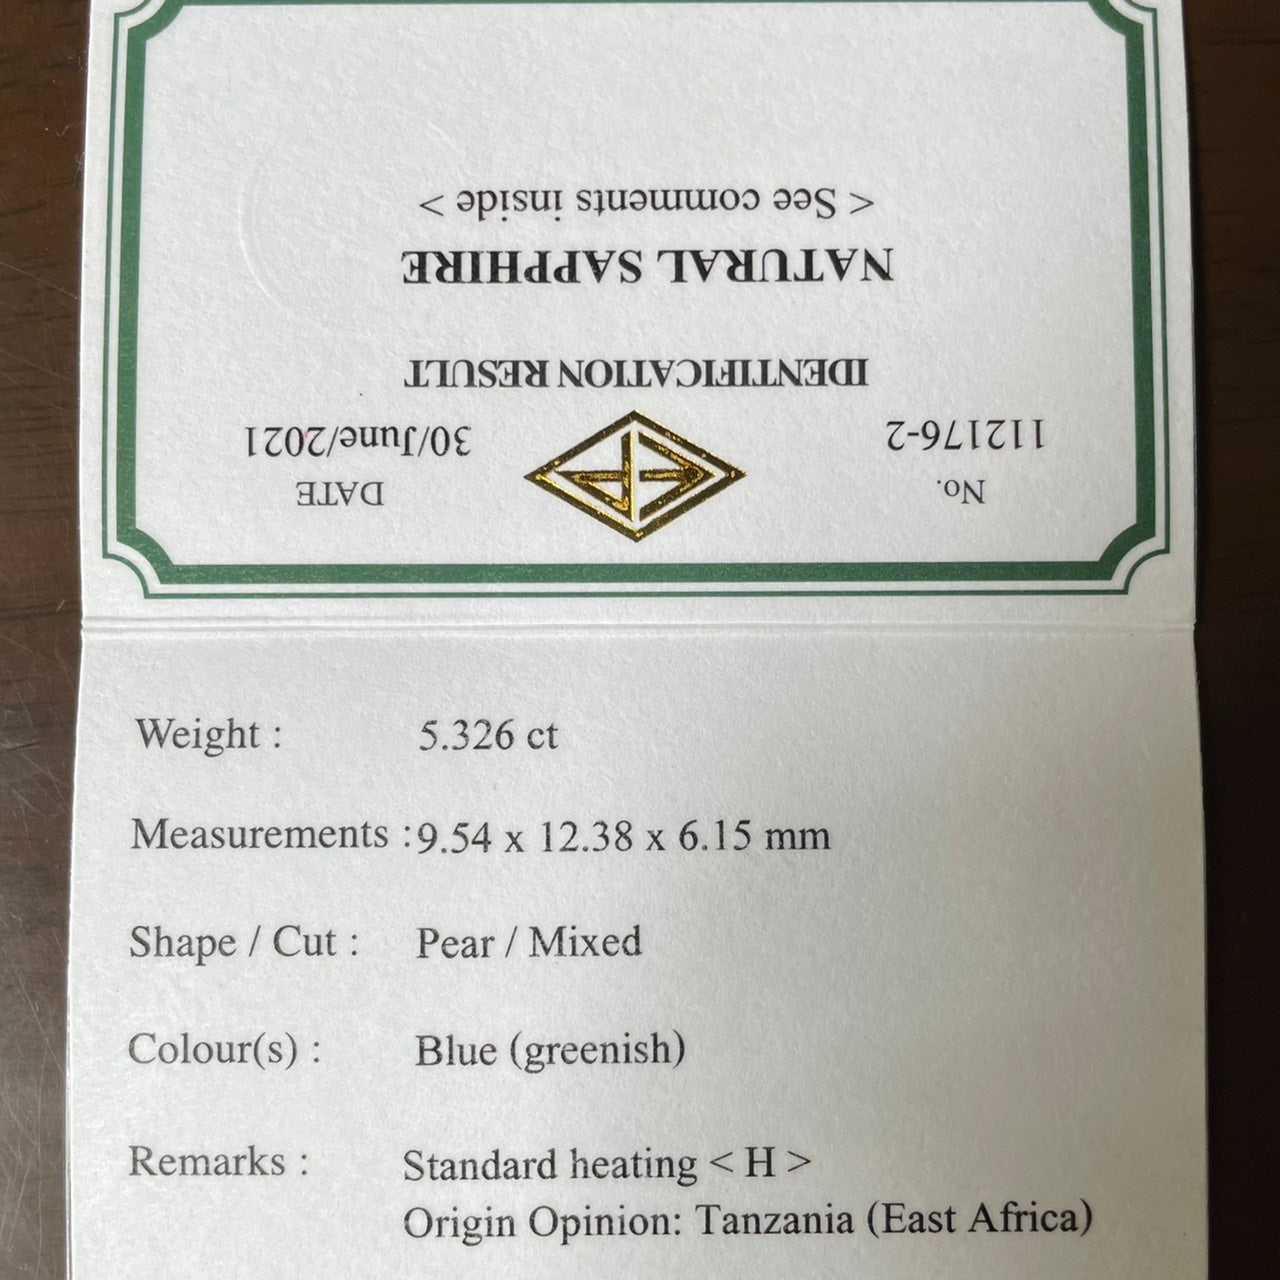 No.
112176-2
DATE
30/June/2021
IDENTIFICATION RESULT
NATURAL SAPPHIRE
< See comments inside >
Weight : 5.326 ct
Measurements : 9.54 x 12.38 x 6.15 mm
Shape / Cut : Pear / Mixed
Colour(s) : Blue (greenish)
Remarks : Standard heating < H >
Origin Opinion: Tanzania (East Africa)